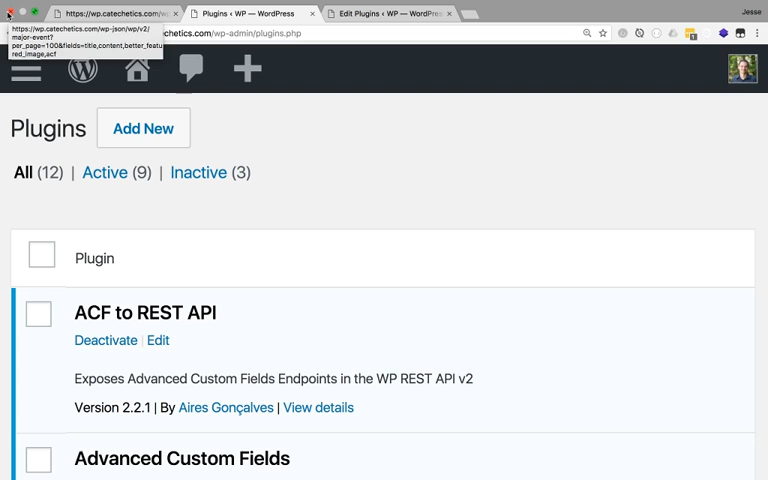 https://wp.catechetics.com/w
Plugins ‹ WP — WordPress
Edit Plugins ‹ WP — WordPres
Jesse
https://wp.catechetics.com/wp-json/wp/v2/
major-event?
per_page=100&fields=title,content,better_featu
red_image,acf
catechetics.com/wp-admin/plugins.php
Plugins
Add New
All (12) | Active (9) | Inactive (3)
Plugin
ACF to REST API
Deactivate | Edit
Exposes Advanced Custom Fields Endpoints in the WP REST API v2
Version 2.2.1 | By Aires Gonçalves | View details
Advanced Custom Fields